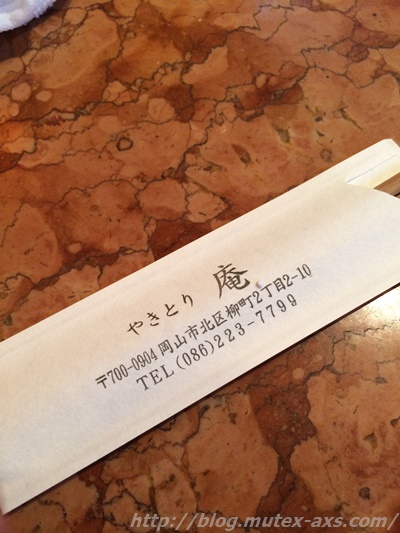 やきとり 庵
〒700-0904 岡山市北区柳町2丁目2-10
TEL (086)223-7799
http://blog.mutex-axs.com/